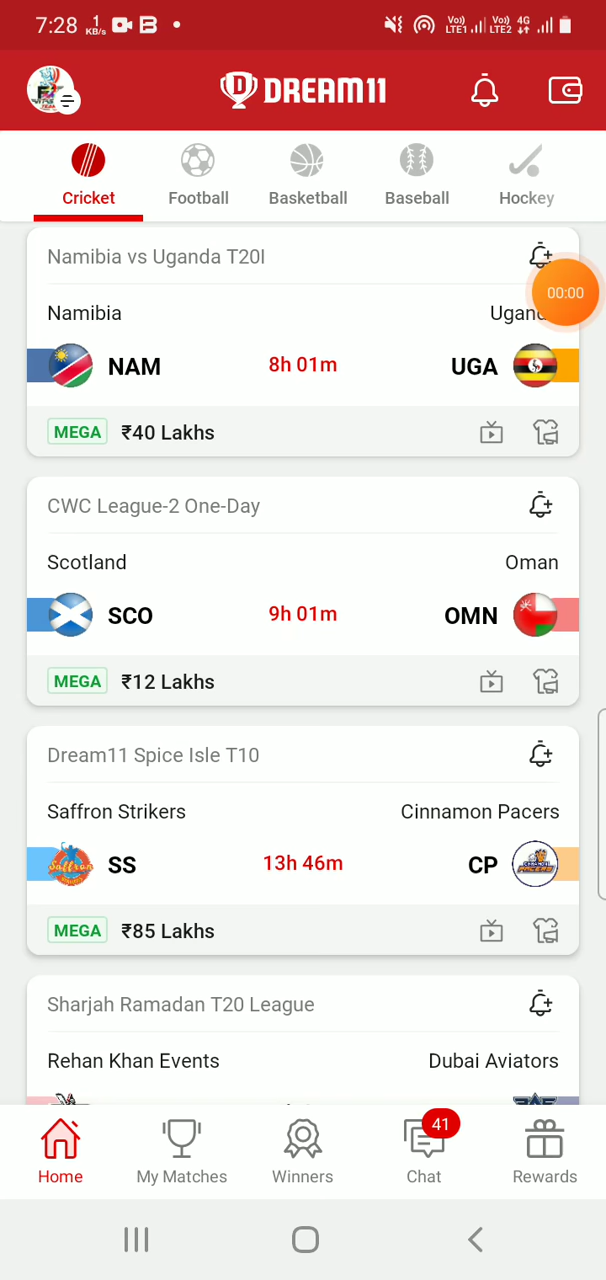 7:28 1 KB/s B Vo)) LTE1 Vo)) LTE2 4G
DREAM11
Cricket Football Basketball Baseball Hockey
Namibia vs Uganda T20I
00:00
Namibia Ugand
NAM 8h 01m UGA
MEGA ₹40 Lakhs
CWC League-2 One-Day
Scotland Oman
SCO 9h 01m OMN
MEGA ₹12 Lakhs
Dream11 Spice Isle T10
Saffron Strikers Cinnamon Pacers
SS 13h 46m CP
MEGA ₹85 Lakhs
Sharjah Ramadan T20 League
Rehan Khan Events Dubai Aviators
41
Home My Matches Winners Chat Rewards